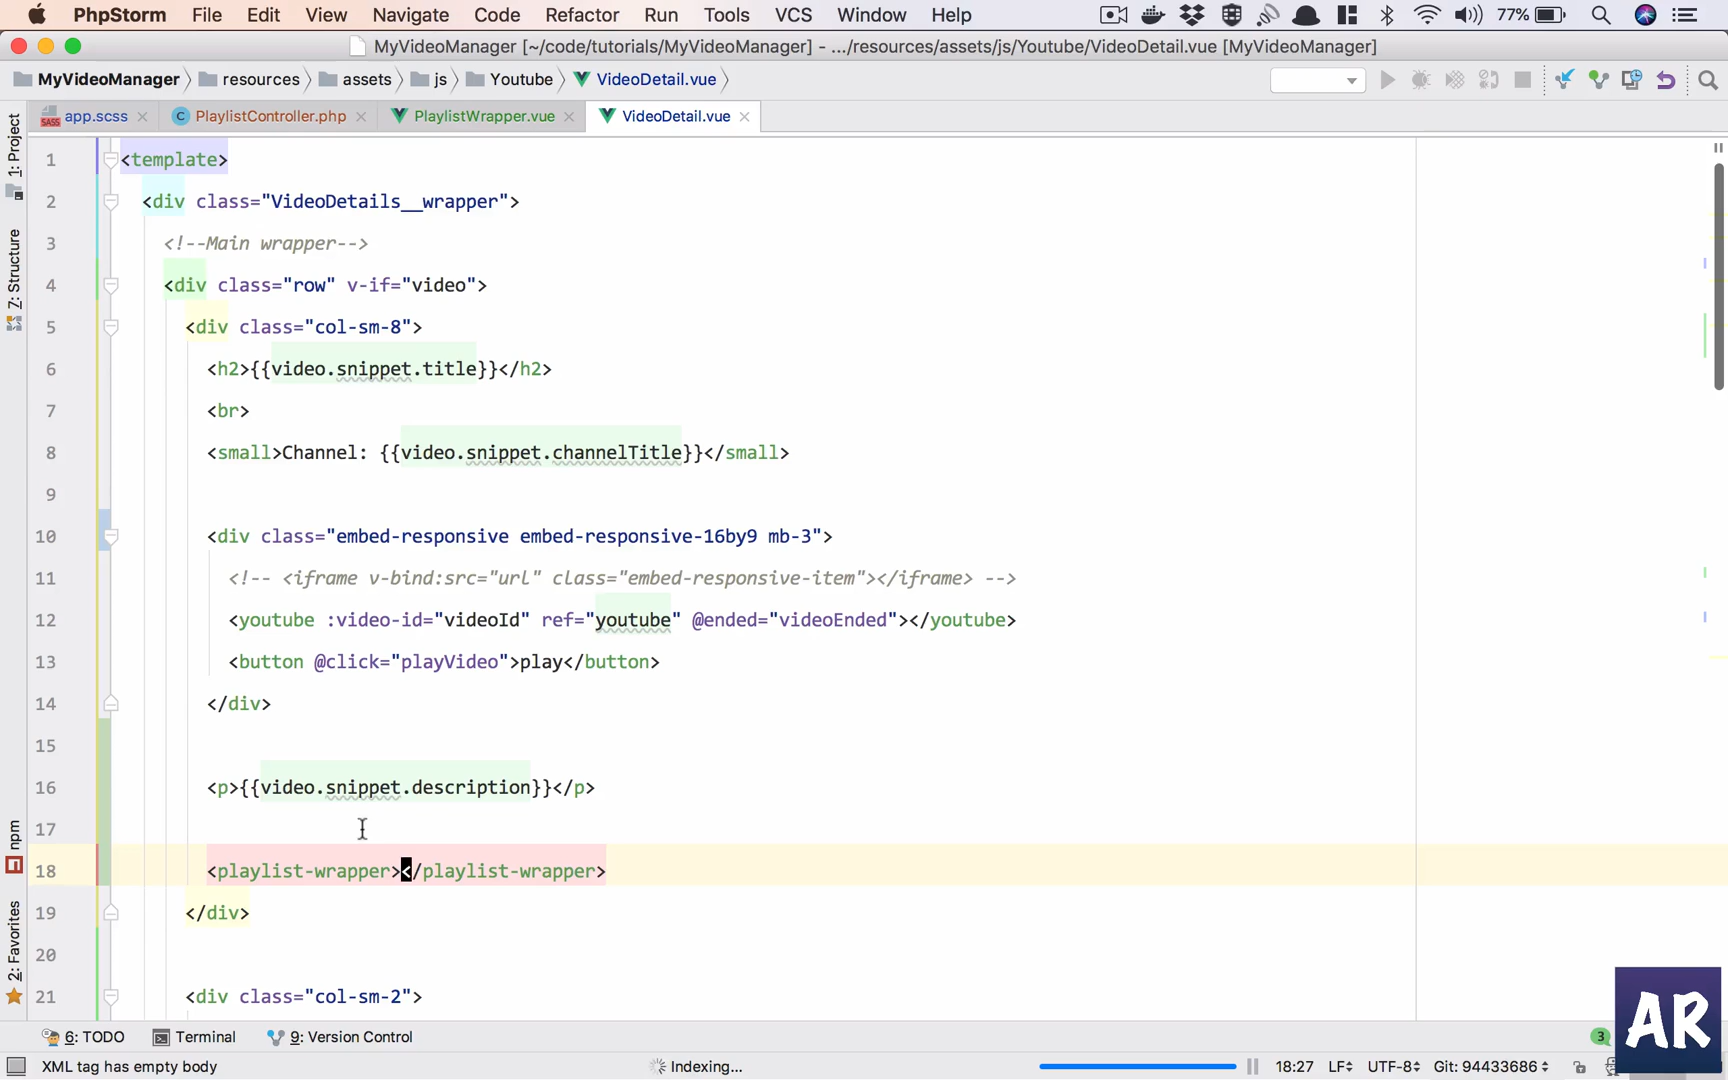 PhpStorm File Edit View Navigate Code Refactor Run Tools VCS Window Help 77%
MyVideoManager [~/code/tutorials/MyVideoManager] - .../resources/assets/js/Youtube/VideoDetail.vue [MyVideoManager]
MyVideoManager resources assets js Youtube VideoDetail.vue
app.scss PlaylistController.php PlaylistWrapper.vue VideoDetail.vue
1: Project
7: Structure
npm
2: Favorites
1 <template>
2 <div class="VideoDetails__wrapper">
3 <!--Main wrapper-->
4 <div class="row" v-if="video">
5 <div class="col-sm-8">
6 <h2>{{video.snippet.title}}</h2>
7 <br>
8 <small>Channel: {{video.snippet.channelTitle}}</small>
9
10 <div class="embed-responsive embed-responsive-16by9 mb-3">
11 <!-- <iframe v-bind:src="url" class="embed-responsive-item"></iframe> -->
12 <youtube :video-id="videoId" ref="youtube" @ended="videoEnded"></youtube>
13 <button @click="playVideo">play</button>
14 </div>
15
16 <p>{{video.snippet.description}}</p>
17
18 <playlist-wrapper></playlist-wrapper>
19 </div>
20
21 <div class="col-sm-2">
6: TODO Terminal 9: Version Control 3
XML tag has empty body Indexing... 18:27 LF UTF-8 Git: 94433686
AR